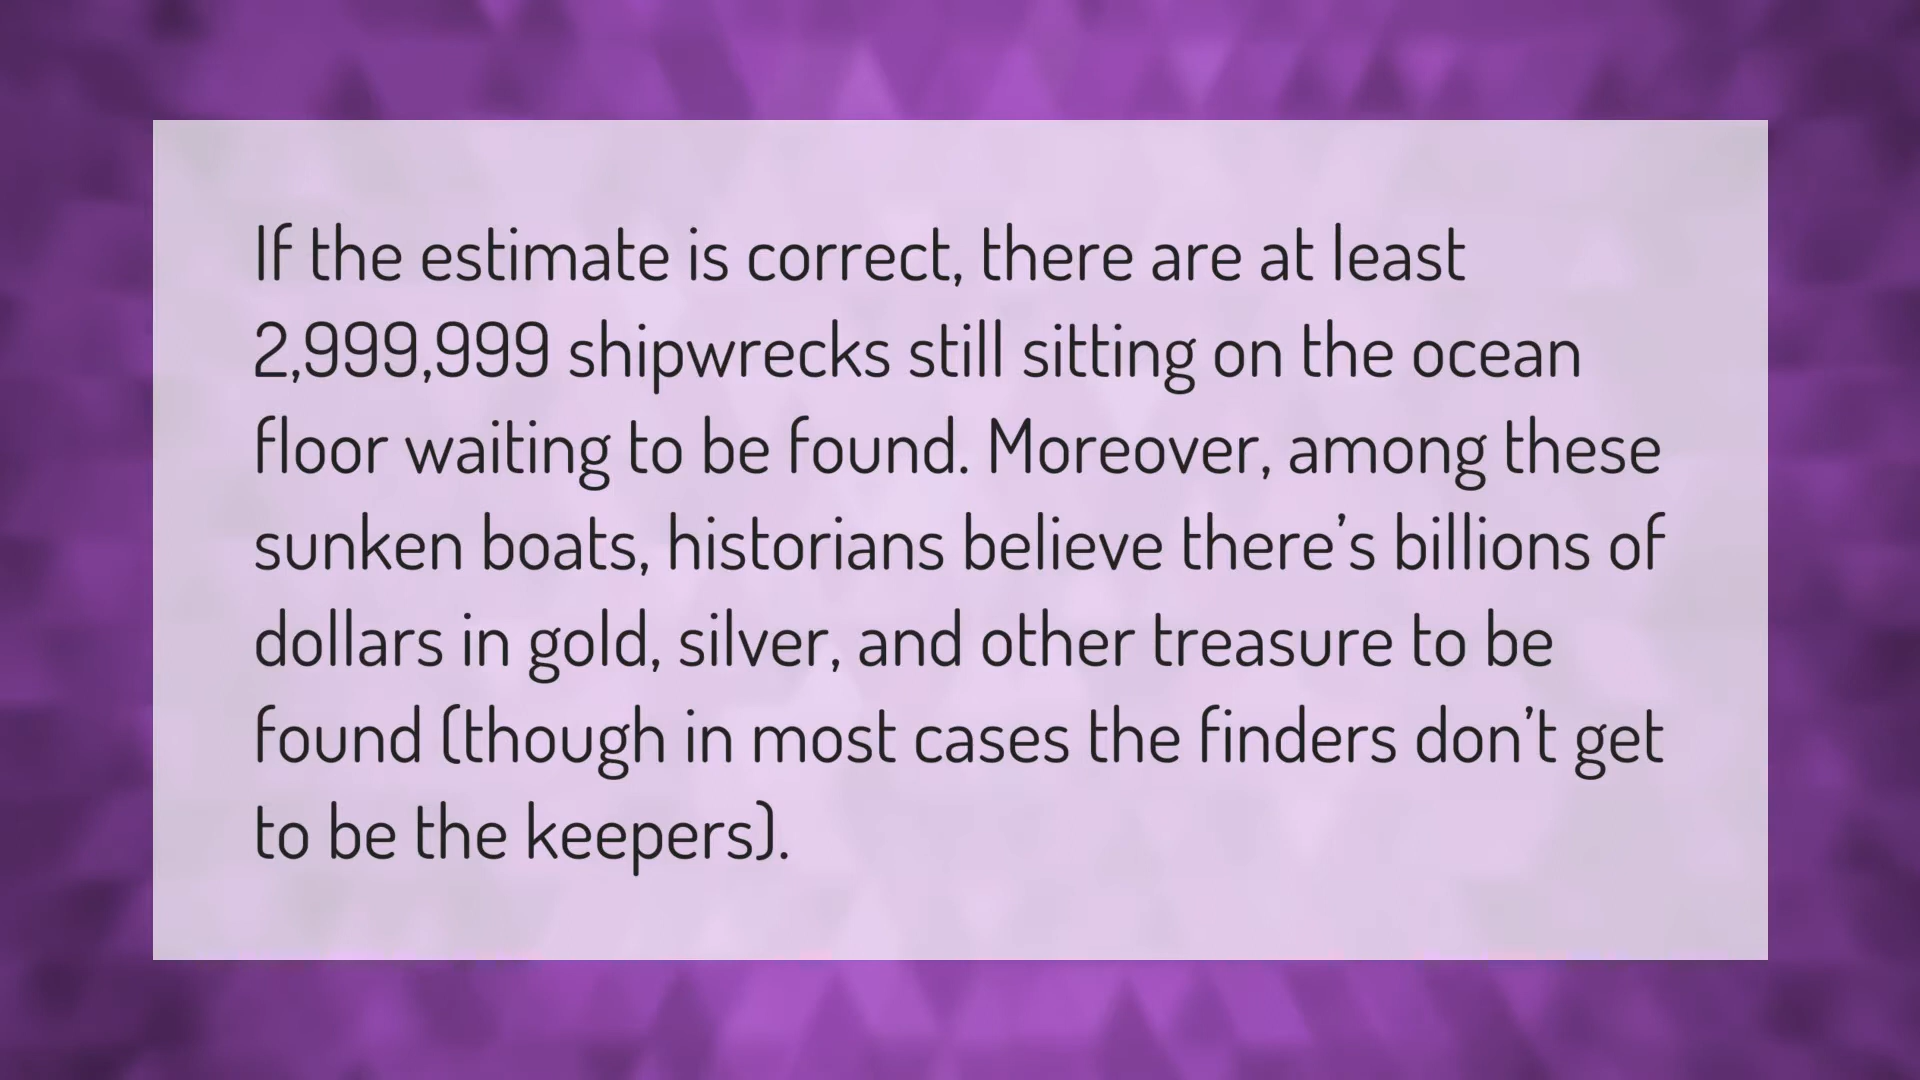 If the estimate is correct, there are at least
2,999,999 shipwrecks still sitting on the ocean
floor waiting to be found. Moreover, among these
sunken boats, historians believe there’s billions of
dollars in gold, silver, and other treasure to be
found (though in most cases the finders don’t get
to be the keepers).